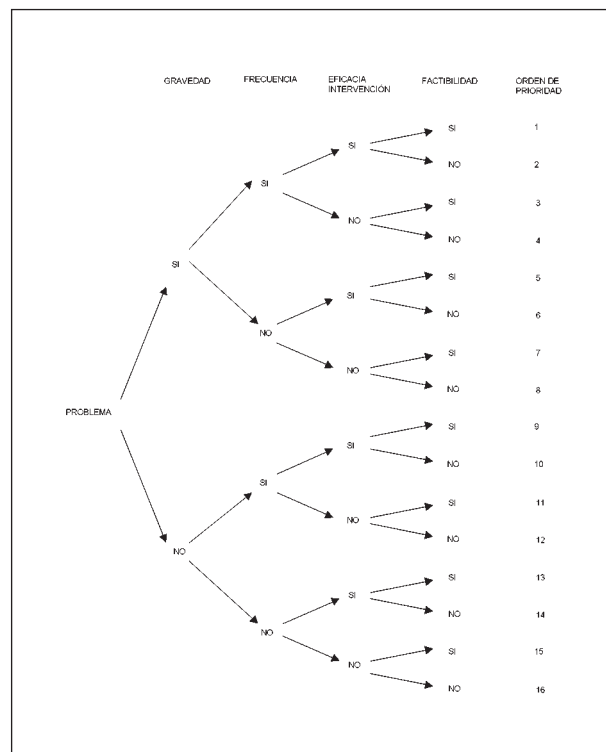 GRAVEDAD FRECUENCIA EFICACIA INTERVENCIÓN FACTIBILIDAD ORDEN DE PRIORIDAD
SI 1
SI
NO 2
SI
SI 3
NO
NO 4
SI
SI 5
SI
NO 6
NO
SI 7
NO
NO 8
PROBLEMA
SI 9
SI
NO 10
SI
SI 11
NO
NO 12
NO
SI 13
SI
NO 14
NO
SI 15
NO
NO 16